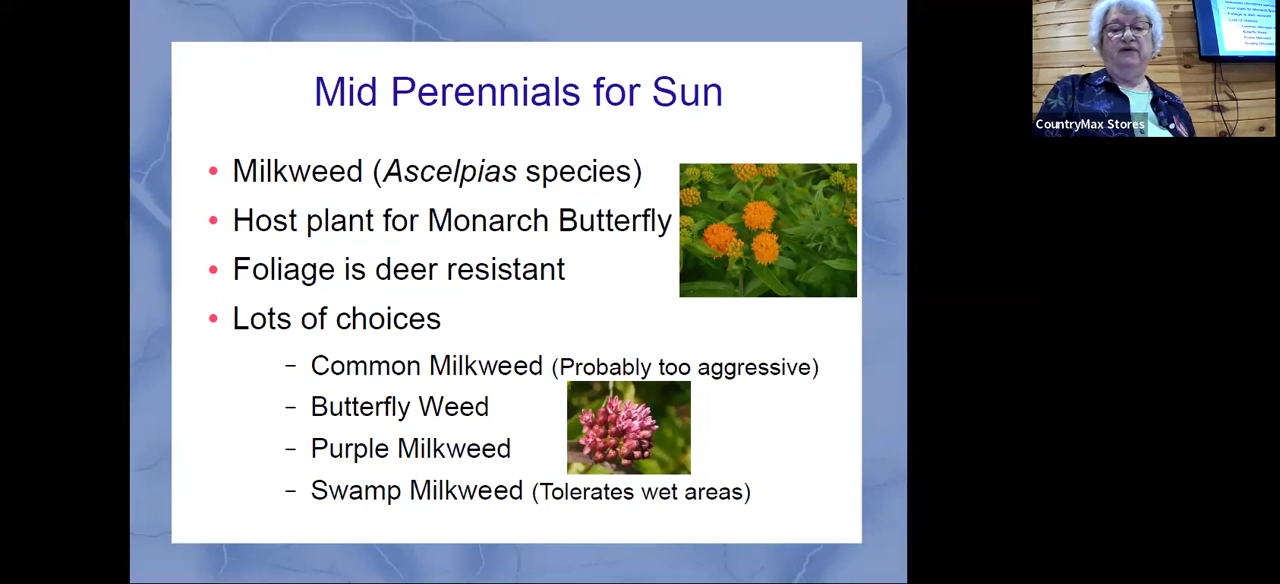 Mid Perennials for Sun
• Milkweed (Ascelpias species)
• Host plant for Monarch Butterfly
• Foliage is deer resistant
• Lots of choices
– Common Milkweed (Probably too aggressive)
– Butterfly Weed
– Purple Milkweed
– Swamp Milkweed (Tolerates wet areas)
CountryMax Stores